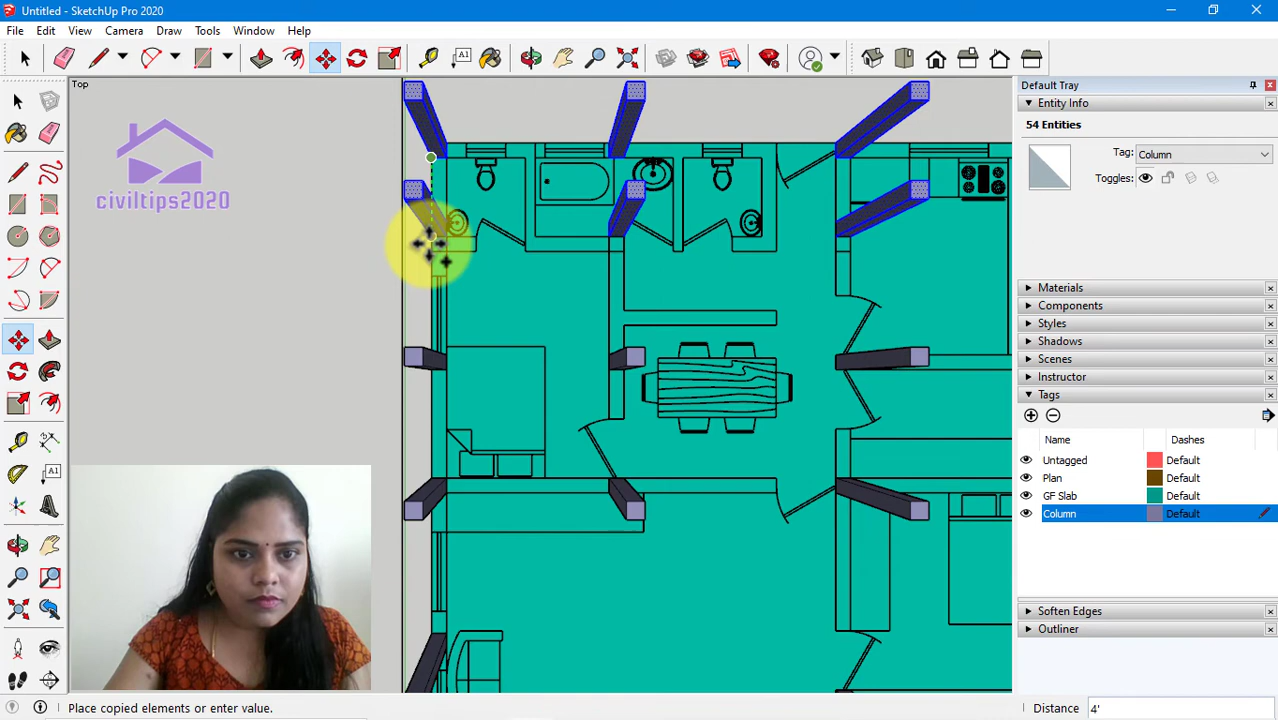 Untitled - SketchUp Pro 2020
File Edit View Camera Draw Tools Window Help
A1
Top
civiltips2020
A1
Default Tray
Entity Info
54 Entities
Tag: Column
Toggles:
Materials
Components
Styles
Shadows
Scenes
Instructor
Tags
Name Dashes
Untagged Default
Plan Default
GF Slab Default
Column Default
Soften Edges
Outliner
Place copied elements or enter value.
Distance 4'